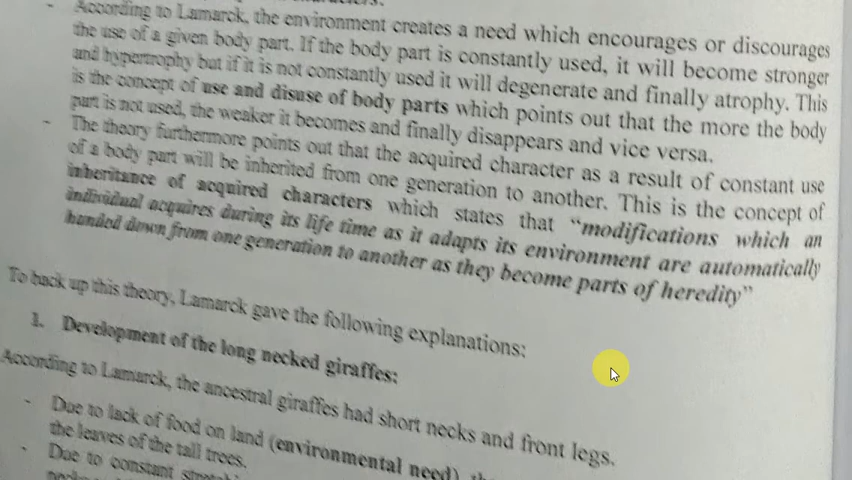 - According to Lamarck, the environment creates a need which encourages or discourages
the use of a given body part. If the body part is constantly used, it will become stronger
and hypertrophy but if it is not constantly used it will degenerate and finally atrophy. This
is the concept of use and disuse of body parts which points out that the more the body
part is not used, the weaker it becomes and finally disappears and vice versa.
- The theory furthermore points out that the acquired character as a result of constant use
of a body part will be inherited from one generation to another. This is the concept of
inheritance of acquired characters which states that “modifications which an
individual acquires during its life time as it adapts its environment are automatically
handed down from one generation to another as they become parts of heredity”
To back up this theory, Lamarck gave the following explanations:
1. Development of the long necked giraffes:
According to Lamarck, the ancestral giraffes had short necks and front legs.
- Due to lack of food on land (environmental need),
the leaves of the tall trees.
- Due to constant